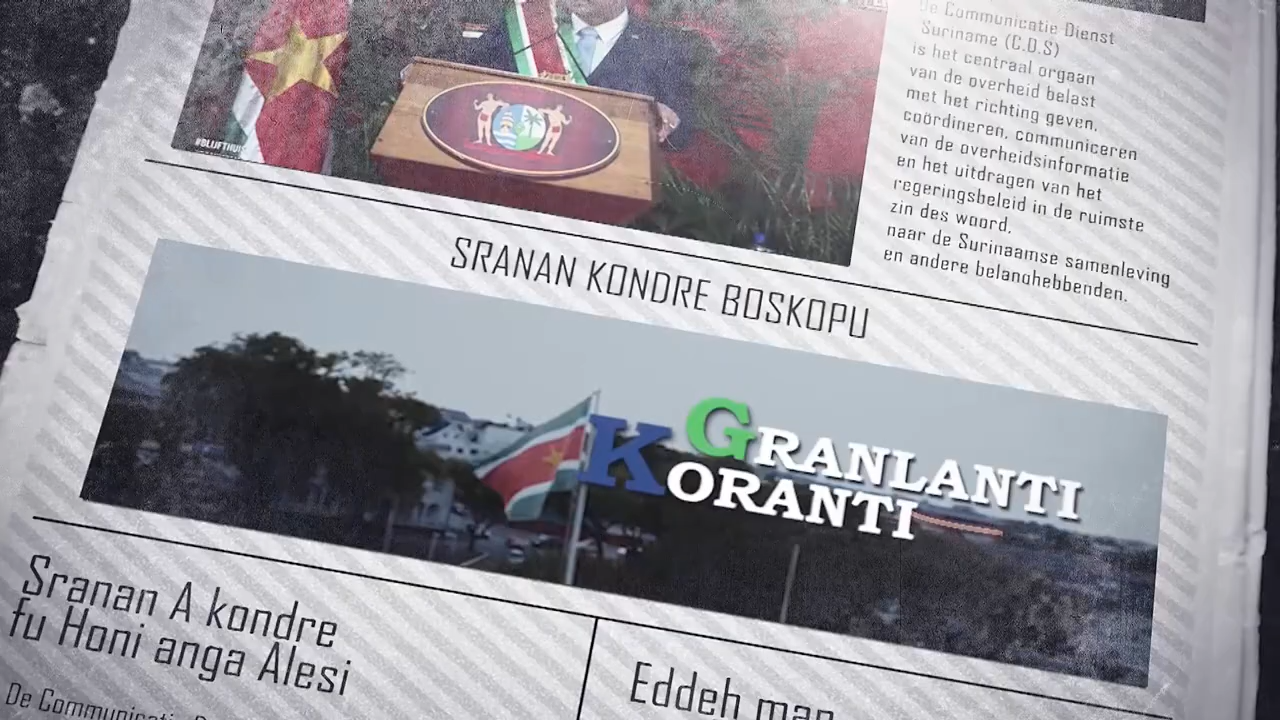 De Communicatie Dienst
Suriname (C.D.S)
is het centraal orgaan
van de overheid belast
met het richting geven,
coördineren, communiceren
van de overheidsinformatie
en het uitdragen van het
regeringsbeleid in de ruimste
zin des woord,
naar de Surinaamse samenleving
en andere belanghebbenden.
SRANAN KONDRE BOSKOPU
GRANLANTI
KORANTI
Sranan A kondre
fu Honi anga Alesi
De
Eddeh man